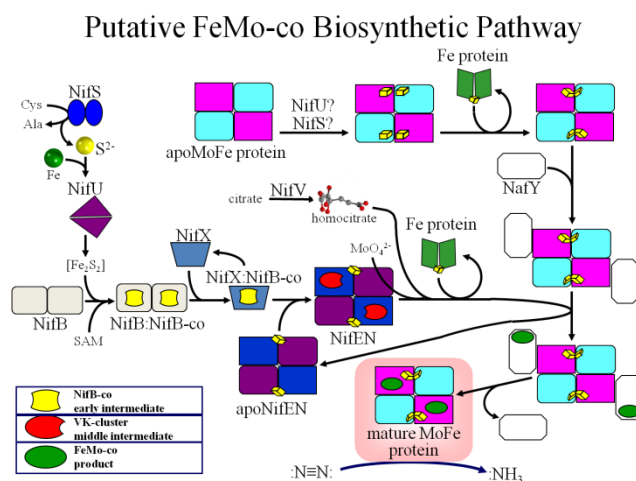 Putative FeMo-co Biosynthetic Pathway
Fe protein
NifS
Cys
Ala
S2-
Fe
NifU
NifU?
NifS?
apoMoFe protein
NafY
NifV
citrate
homocitrate
Fe protein
MoO42-
[Fe2S2]
NifX
NifX:NifB-co
NifB
NifB:NifB-co
SAM
NifEN
apoNifEN
mature MoFe
protein
NifB-co
early intermediate
VK-cluster
middle intermediate
FeMo-co
product
:N≡N:
:NH3